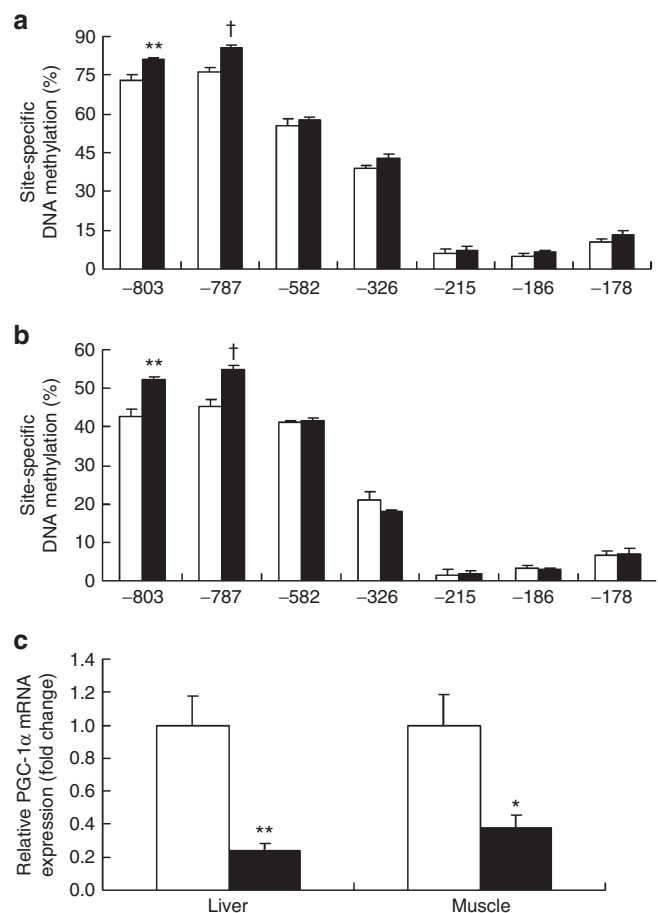 a
Site-specific
DNA methylation (%)
90
75
60
45
30
15
0
**
†
−803 −787 −582 −326 −215 −186 −178
b
Site-specific
DNA methylation (%)
60
50
40
30
20
10
0
**
†
−803 −787 −582 −326 −215 −186 −178
c
Relative PGC-1α mRNA
expression (fold change)
1.4
1.2
1.0
0.8
0.6
0.4
0.2
0.0
**
*
Liver Muscle